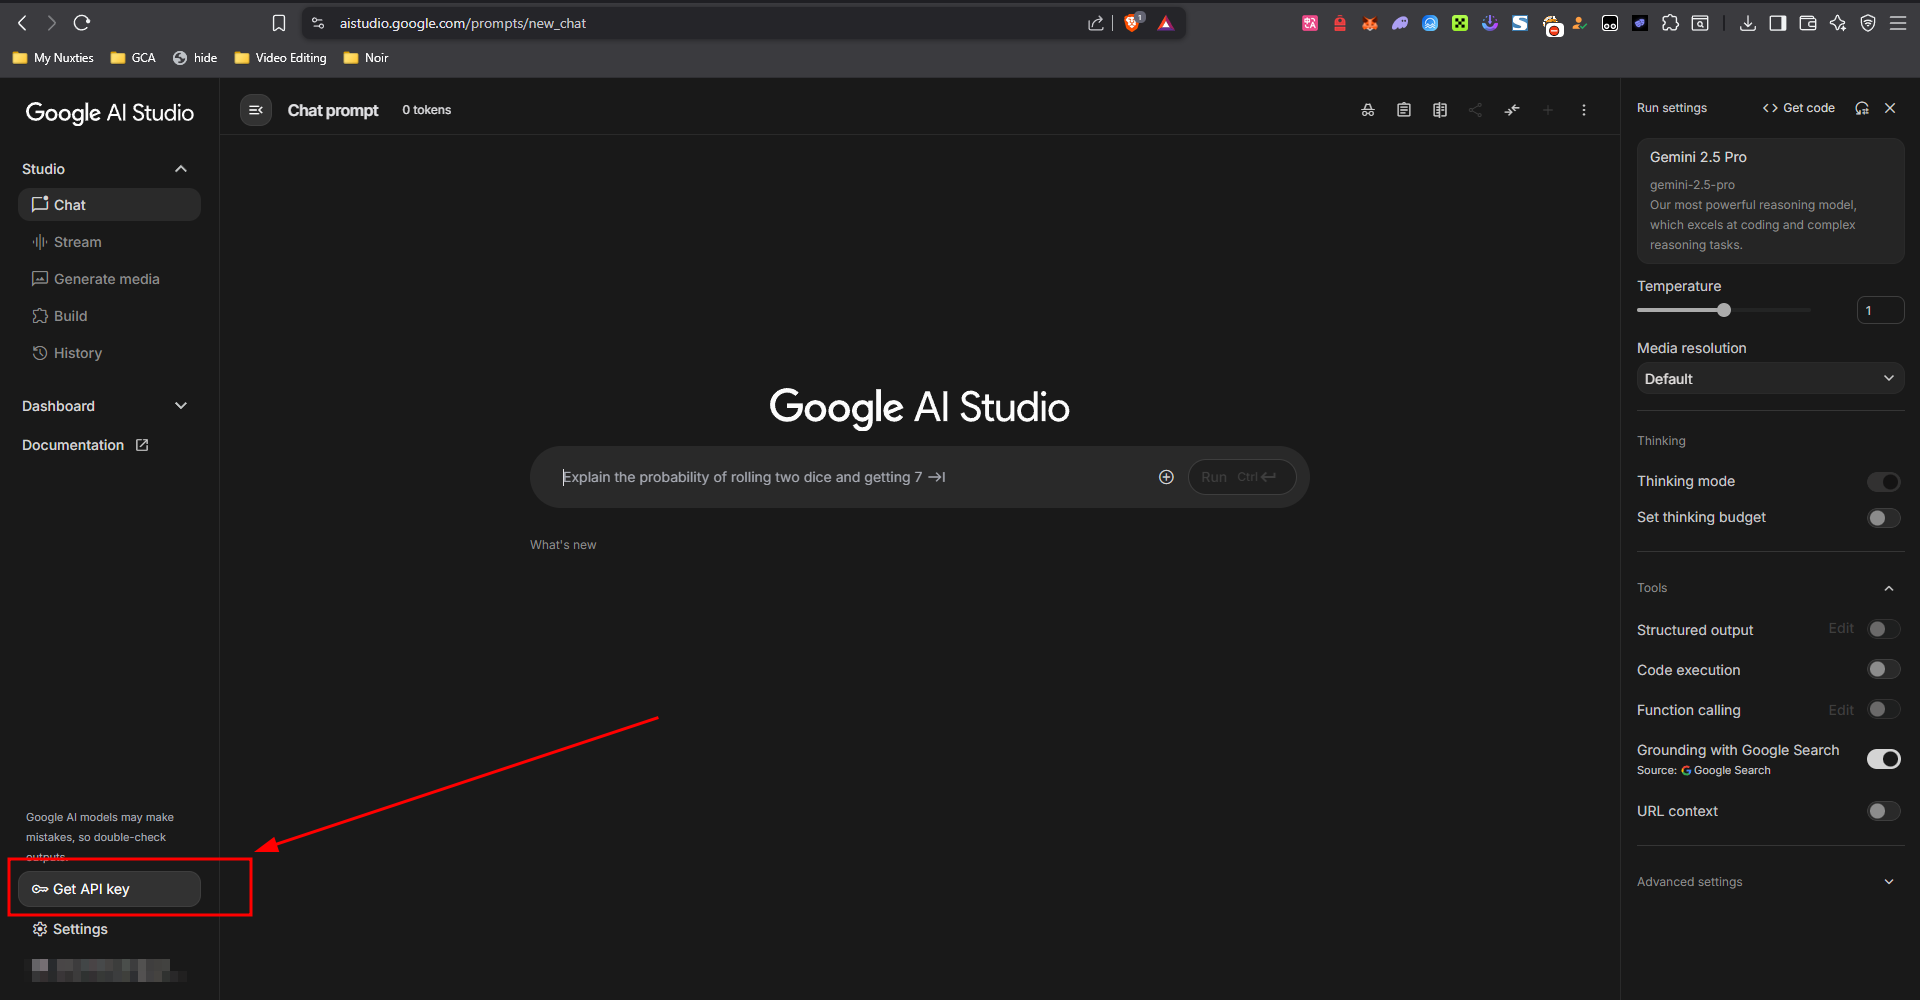 aistudio.google.com/prompts/new_chat
1
My Nuxties
GCA
hide
Video Editing
Noir
Google AI Studio
Studio
Chat
Stream
Generate media
Build
History
Dashboard
Documentation
Google AI models may make
mistakes, so double-check
outputs.
Get API key
Settings
Chat prompt
0 tokens
Google AI Studio
Explain the probability of rolling two dice and getting 7
Run Ctrl
What's new
Run settings
Get code
Gemini 2.5 Pro
gemini-2.5-pro
Our most powerful reasoning model,
which excels at coding and complex
reasoning tasks.
Temperature
1
Media resolution
Default
Thinking
Thinking mode
Set thinking budget
Tools
Structured output Edit
Code execution
Function calling Edit
Grounding with Google Search
Source: Google Search
URL context
Advanced settings